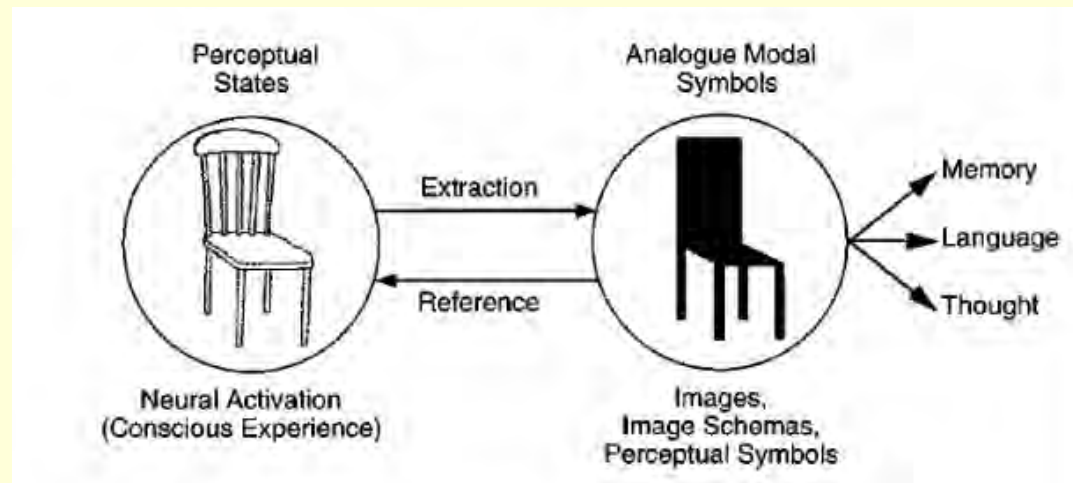 Perceptual
States
Analogue Modal
Symbols
Extraction
Reference
Memory
Language
Thought
Neural Activation
(Conscious Experience)
Images,
Image Schemas,
Perceptual Symbols